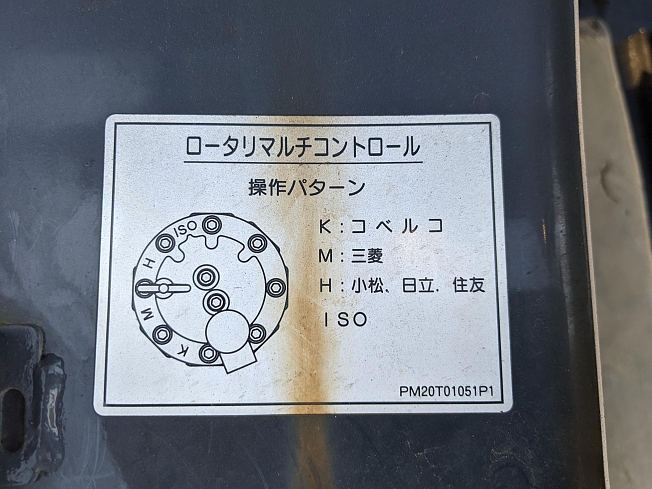 ロータリマルチコントロール
操作パターン
K：コベルコ
M：三菱
H：小松、日立、住友
ISO
ISO
H
M
K
PM20T01051P1